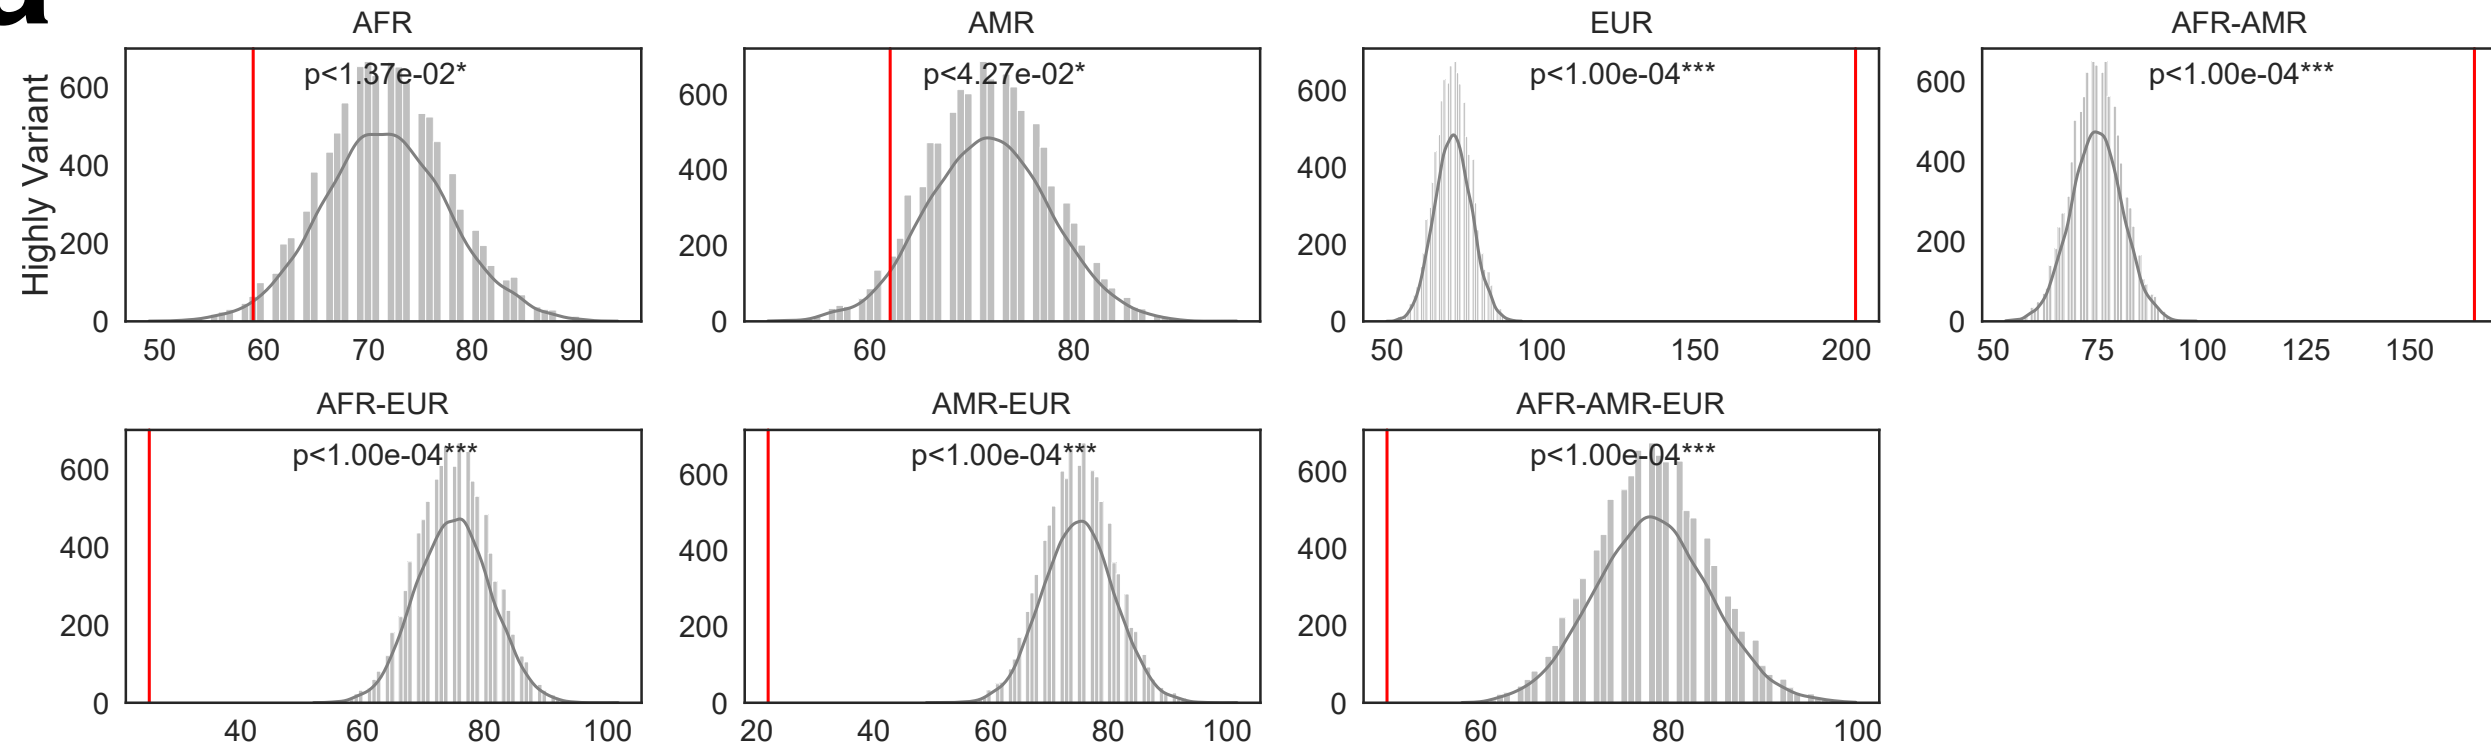 AFR
AMR
EUR
AFR-AMR
Highly Variant
p<1.37e-02*
p<4.27e-02*
p<1.00e-04***
p<1.00e-04***
600
400
200
0
50 60 70 80 90
600
400
200
0
60 80
600
400
200
0
50 100 150 200
600
400
200
0
50 75 100 125 150
AFR-EUR
AMR-EUR
AFR-AMR-EUR
p<1.00e-04***
p<1.00e-04***
p<1.00e-04***
600
400
200
0
40 60 80 100
600
400
200
0
20 40 60 80 100
600
400
200
0
60 80 100